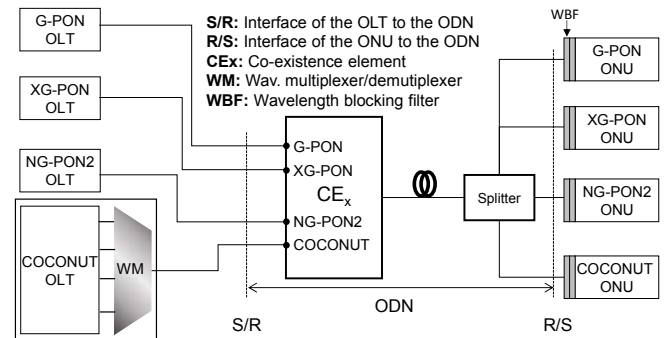 G-PON
OLT
XG-PON
OLT
NG-PON2
OLT
COCONUT
OLT
WM
S/R: Interface of the OLT to the ODN
R/S: Interface of the ONU to the ODN
CEx: Co-existence element
WM: Wav. multiplexer/demutiplexer
WBF: Wavelength blocking filter
G-PON
XG-PON
CEx
NG-PON2
COCONUT
Splitter
WBF
G-PON
ONU
XG-PON
ONU
NG-PON2
ONU
COCONUT
ONU
ODN
S/R
R/S